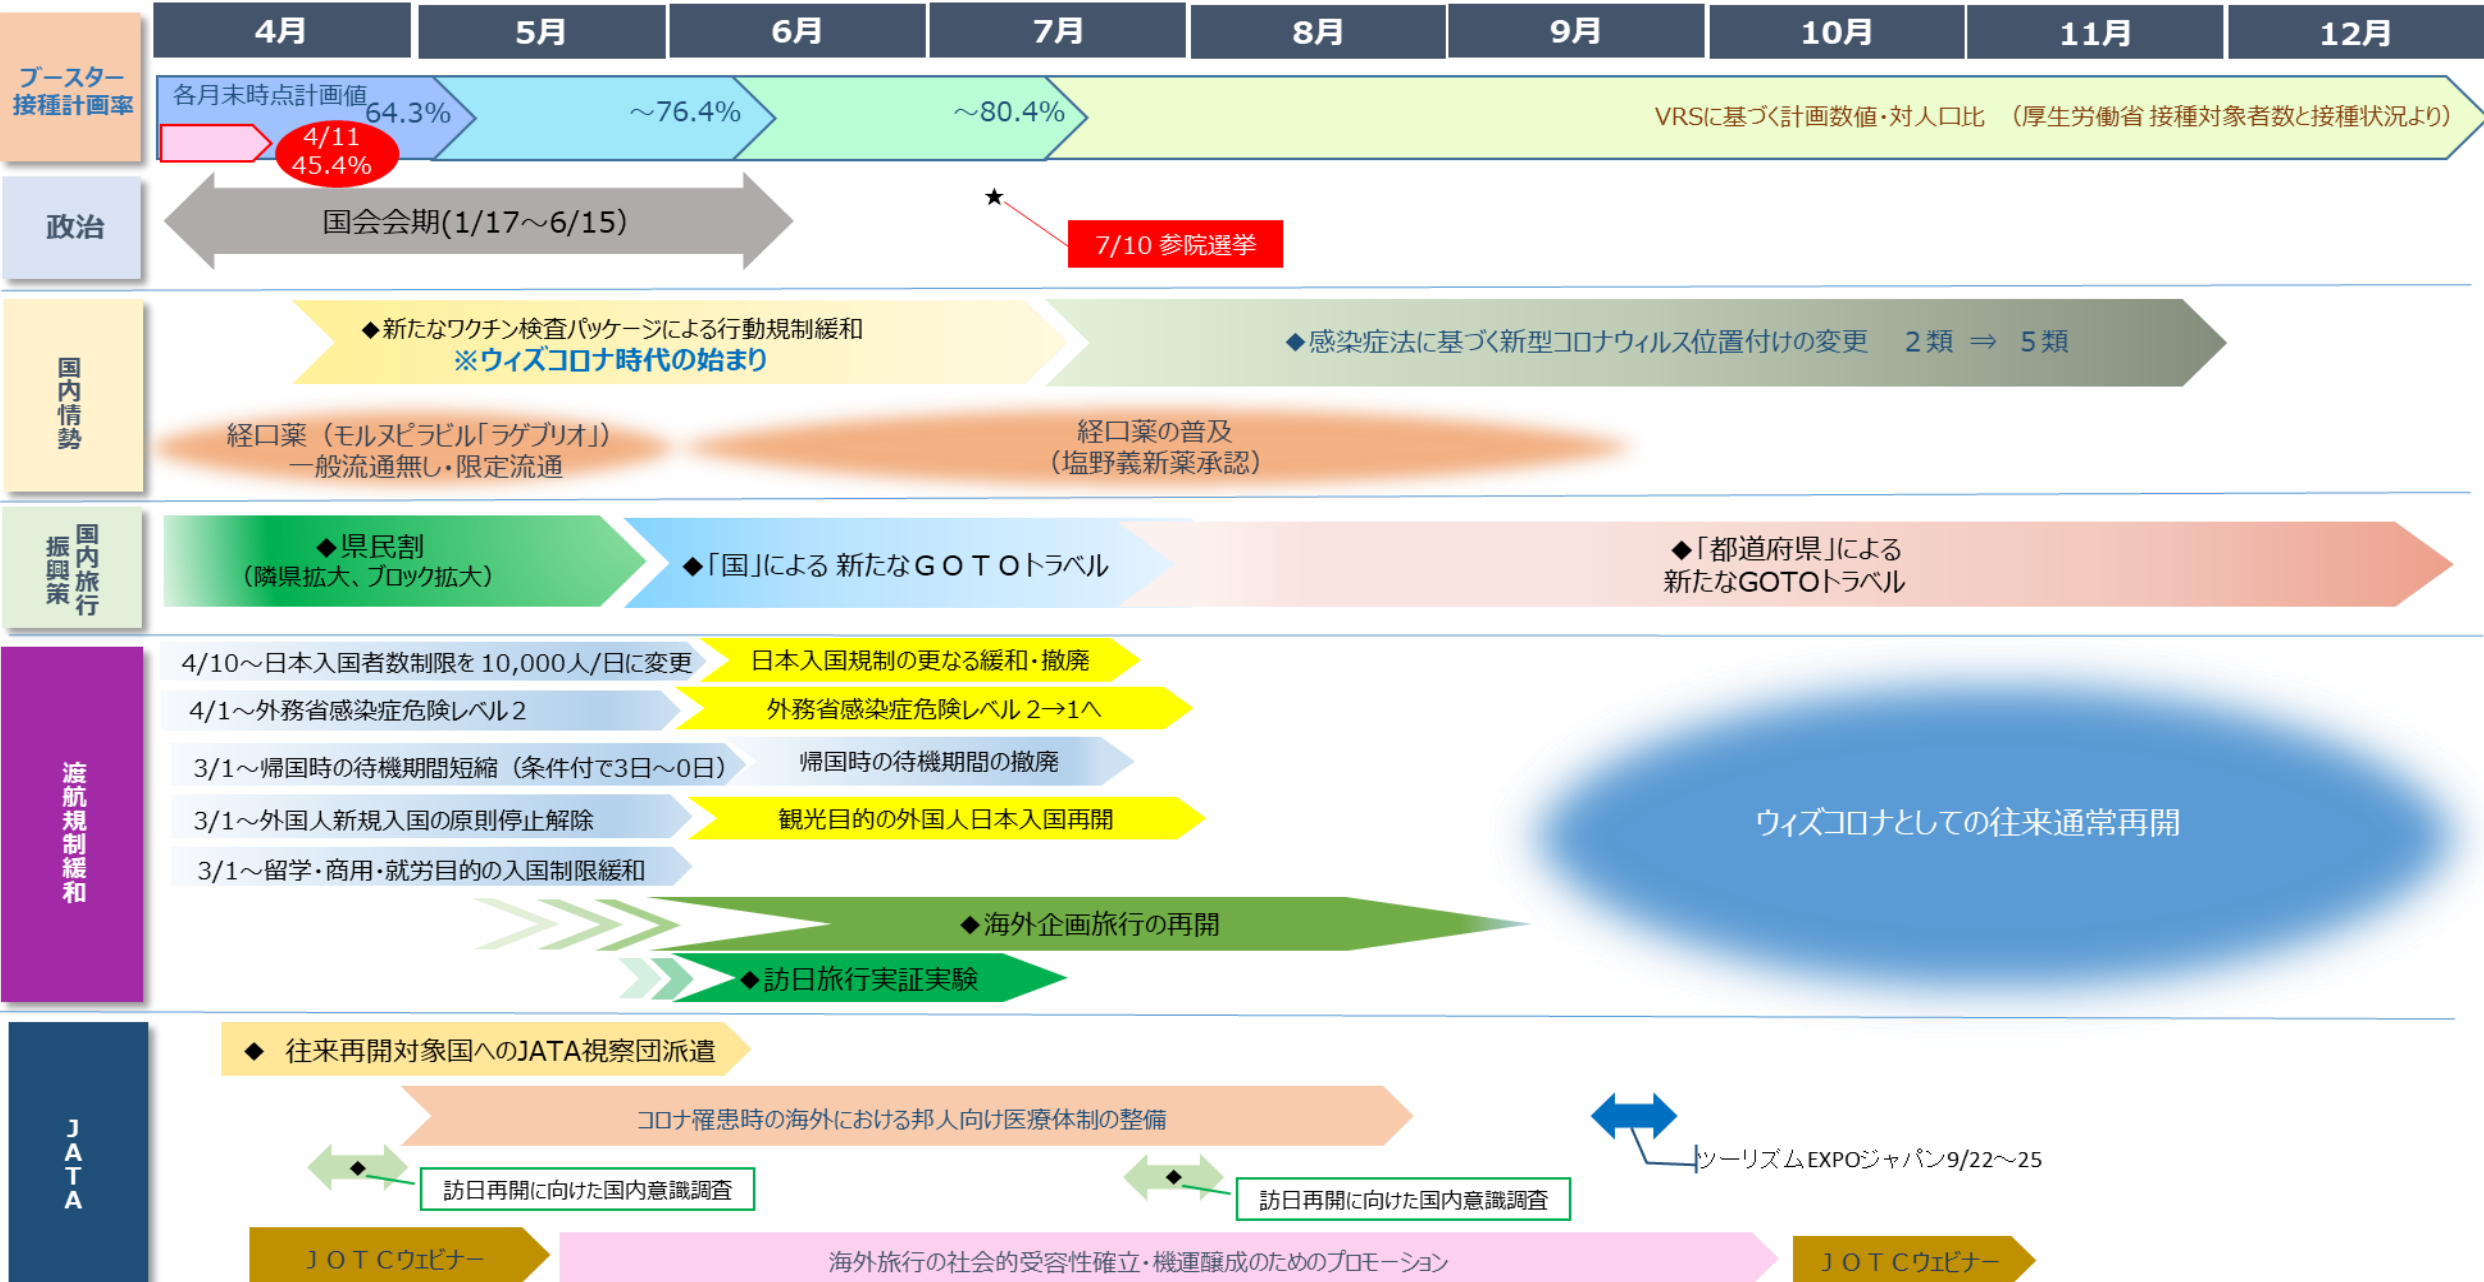 4月 5月 6月 7月 8月 9月 10月 11月 12月
ブースター
接種計画率
各月末時点計画値
64.3%
～76.4%
～80.4%
VRSに基づく計画数値・対人口比 （厚生労働省 接種対象者数と接種状況より）
4/11
45.4%
政治
国会会期(1/17～6/15）
★
7/10 参院選挙
国内情勢
◆新たなワクチン検査パッケージによる行動規制緩和
※ウィズコロナ時代の始まり
◆感染症法に基づく新型コロナウィルス位置付けの変更 2類 ⇒ 5類
経口薬（モルヌピラビル「ラゲブリオ」）
一般流通無し・限定流通
経口薬の普及
（塩野義新薬承認）
国内旅行
振興策
◆県民割
（隣県拡大、ブロック拡大）
◆「国」による 新たなＧＯＴＯトラベル
◆「都道府県」による
新たなGOTOトラベル
渡航規制緩和
4/10～日本入国者数制限を10,000人/日に変更
日本入国規制の更なる緩和・撤廃
4/1～外務省感染症危険レベル2
外務省感染症危険レベル2→1へ
3/1～帰国時の待機期間短縮（条件付で3日～0日）
帰国時の待機期間の撤廃
3/1～外国人新規入国の原則停止解除
観光目的の外国人日本入国再開
3/1～留学・商用・就労目的の入国制限緩和
ウィズコロナとしての往来通常再開
◆海外企画旅行の再開
◆訪日旅行実証実験
JATA
◆ 往来再開対象国へのJATA視察団派遣
コロナ罹患時の海外における邦人向け医療体制の整備
ツーリズムEXPOジャパン9/22～25
◆
訪日再開に向けた国内意識調査
◆
訪日再開に向けた国内意識調査
ＪＯＴＣウェビナー
海外旅行の社会的受容性確立・機運醸成のためのプロモーション
ＪＯＴＣウェビナー